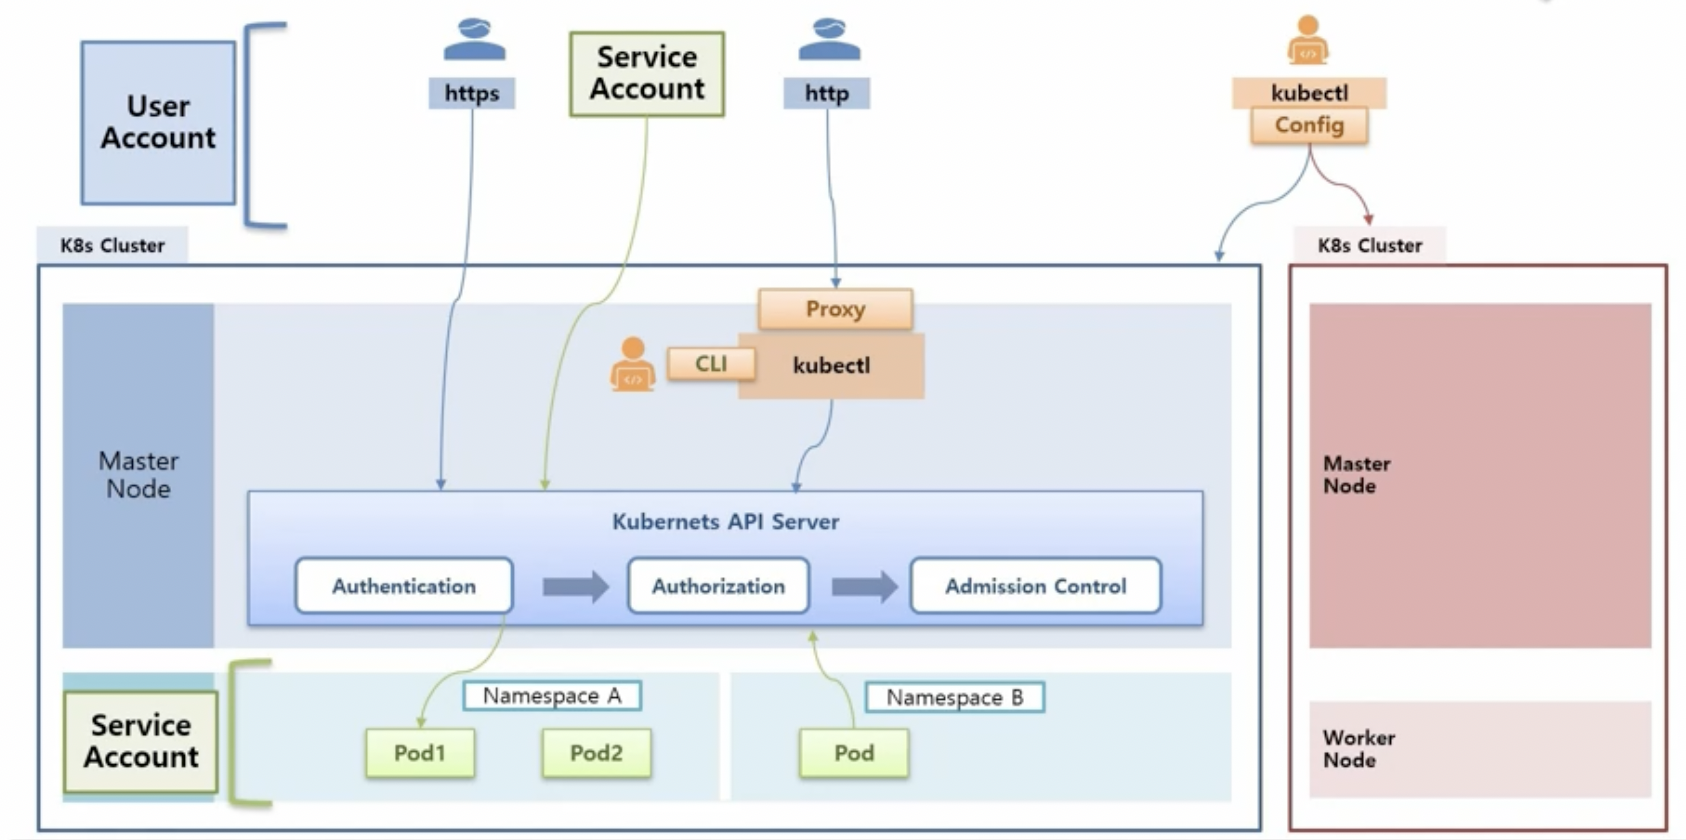 User
Account
https
Service
Account
http
kubectl
Config
K8s Cluster
K8s Cluster
Proxy
CLI
kubectl
Master
Node
Master
Node
Kubernets API Server
Authentication
Authorization
Admission Control
Service
Account
Namespace A
Namespace B
Pod1
Pod2
Pod
Worker
Node